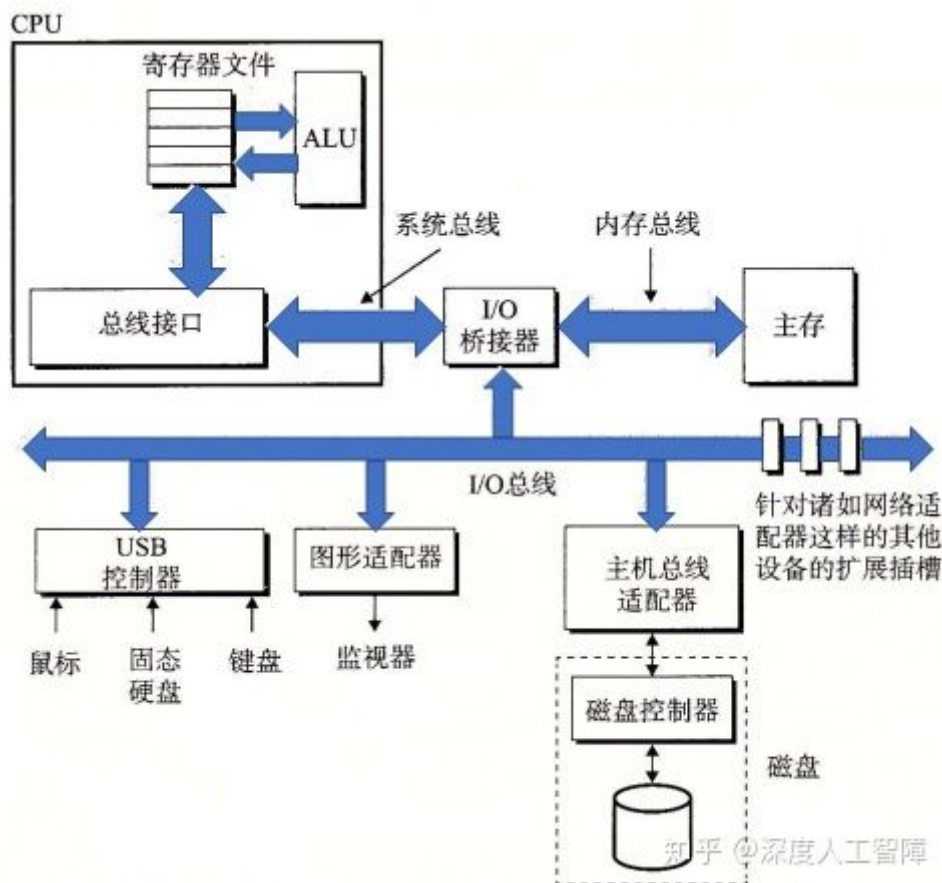 CPU
寄存器文件
ALU
系统总线
内存总线
总线接口
I/O
桥接器
主存
I/O总线
针对诸如网络适
配器这样的其他
设备的扩展插槽
USB
控制器
图形适配器
主机总线
适配器
鼠标
固态
硬盘
键盘
监视器
磁盘控制器
磁盘
知乎 @深度人工智障